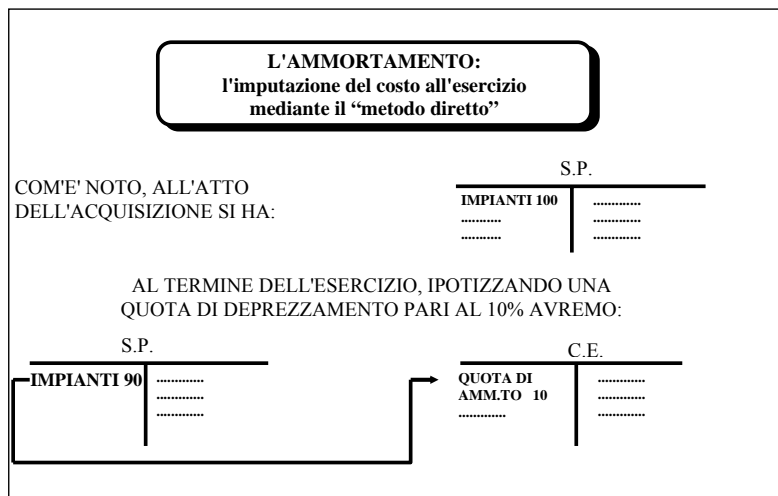 L'AMMORTAMENTO:
l'imputazione del costo all'esercizio
mediante il “metodo diretto”
COM'E' NOTO, ALL'ATTO
DELL'ACQUISIZIONE SI HA:
S.P.
IMPIANTI 100 .............
........... .............
........... .............
AL TERMINE DELL'ESERCIZIO, IPOTIZZANDO UNA
QUOTA DI DEPREZZAMENTO PARI AL 10% AVREMO:
S.P.
IMPIANTI 90 .............
.............
.............
C.E.
QUOTA DI .............
AMM.TO 10 .............
............. .............